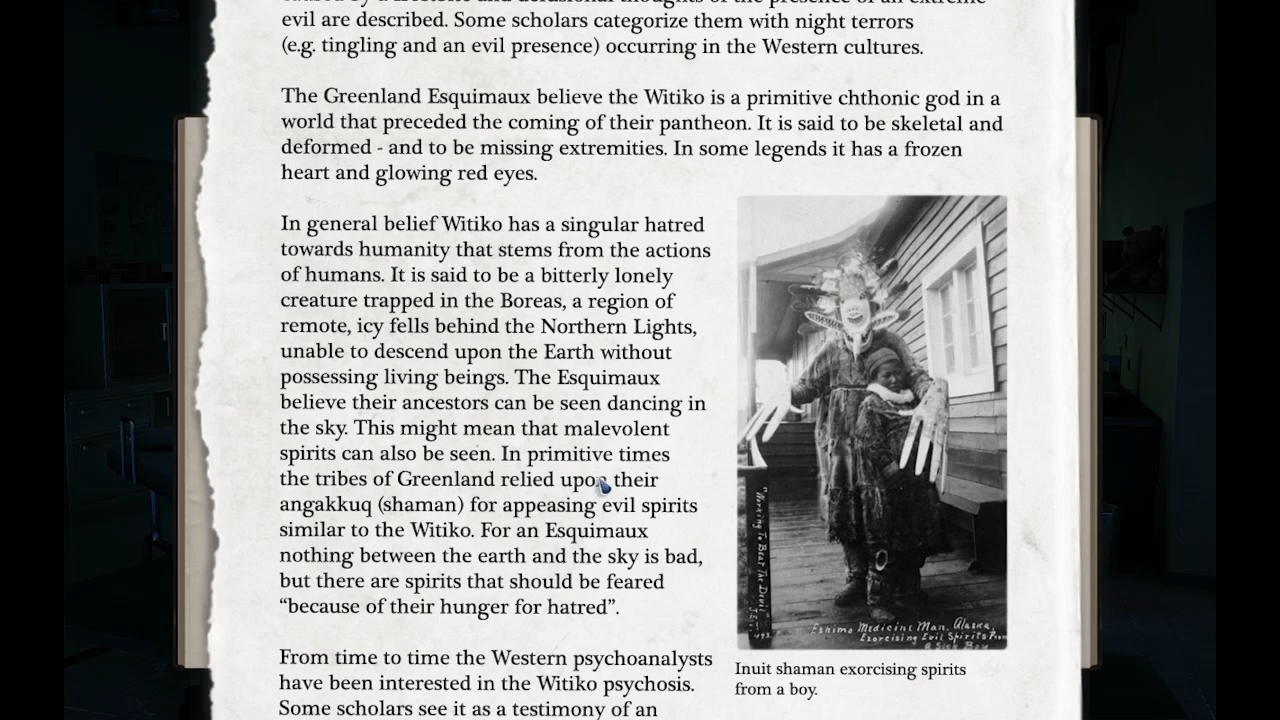 evil are described. Some scholars categorize them with night terrors
(e.g. tingling and an evil presence) occurring in the Western cultures.
The Greenland Esquimaux believe the Witiko is a primitive chthonic god in a
world that preceded the coming of their pantheon. It is said to be skeletal and
deformed - and to be missing extremities. In some legends it has a frozen
heart and glowing red eyes.
In general belief Witiko has a singular hatred
towards humanity that stems from the actions
of humans. It is said to be a bitterly lonely
creature trapped in the Boreas, a region of
remote, icy fells behind the Northern Lights,
unable to descend upon the Earth without
possessing living beings. The Esquimaux
believe their ancestors can be seen dancing in
the sky. This might mean that malevolent
spirits can also be seen. In primitive times
the tribes of Greenland relied upon their
angakkuq (shaman) for appeasing evil spirits
similar to the Witiko. For an Esquimaux
nothing between the earth and the sky is bad,
but there are spirits that should be feared
“because of their hunger for hatred”.
From time to time the Western psychoanalysts
have been interested in the Witiko psychosis.
Some scholars see it as a testimony of an
"Working To Beat The Devil"
Eskimo Medicine Man, Alaska,
Exorcising Evil Spirits From
a Sick Boy
Inuit shaman exorcising spirits
from a boy.